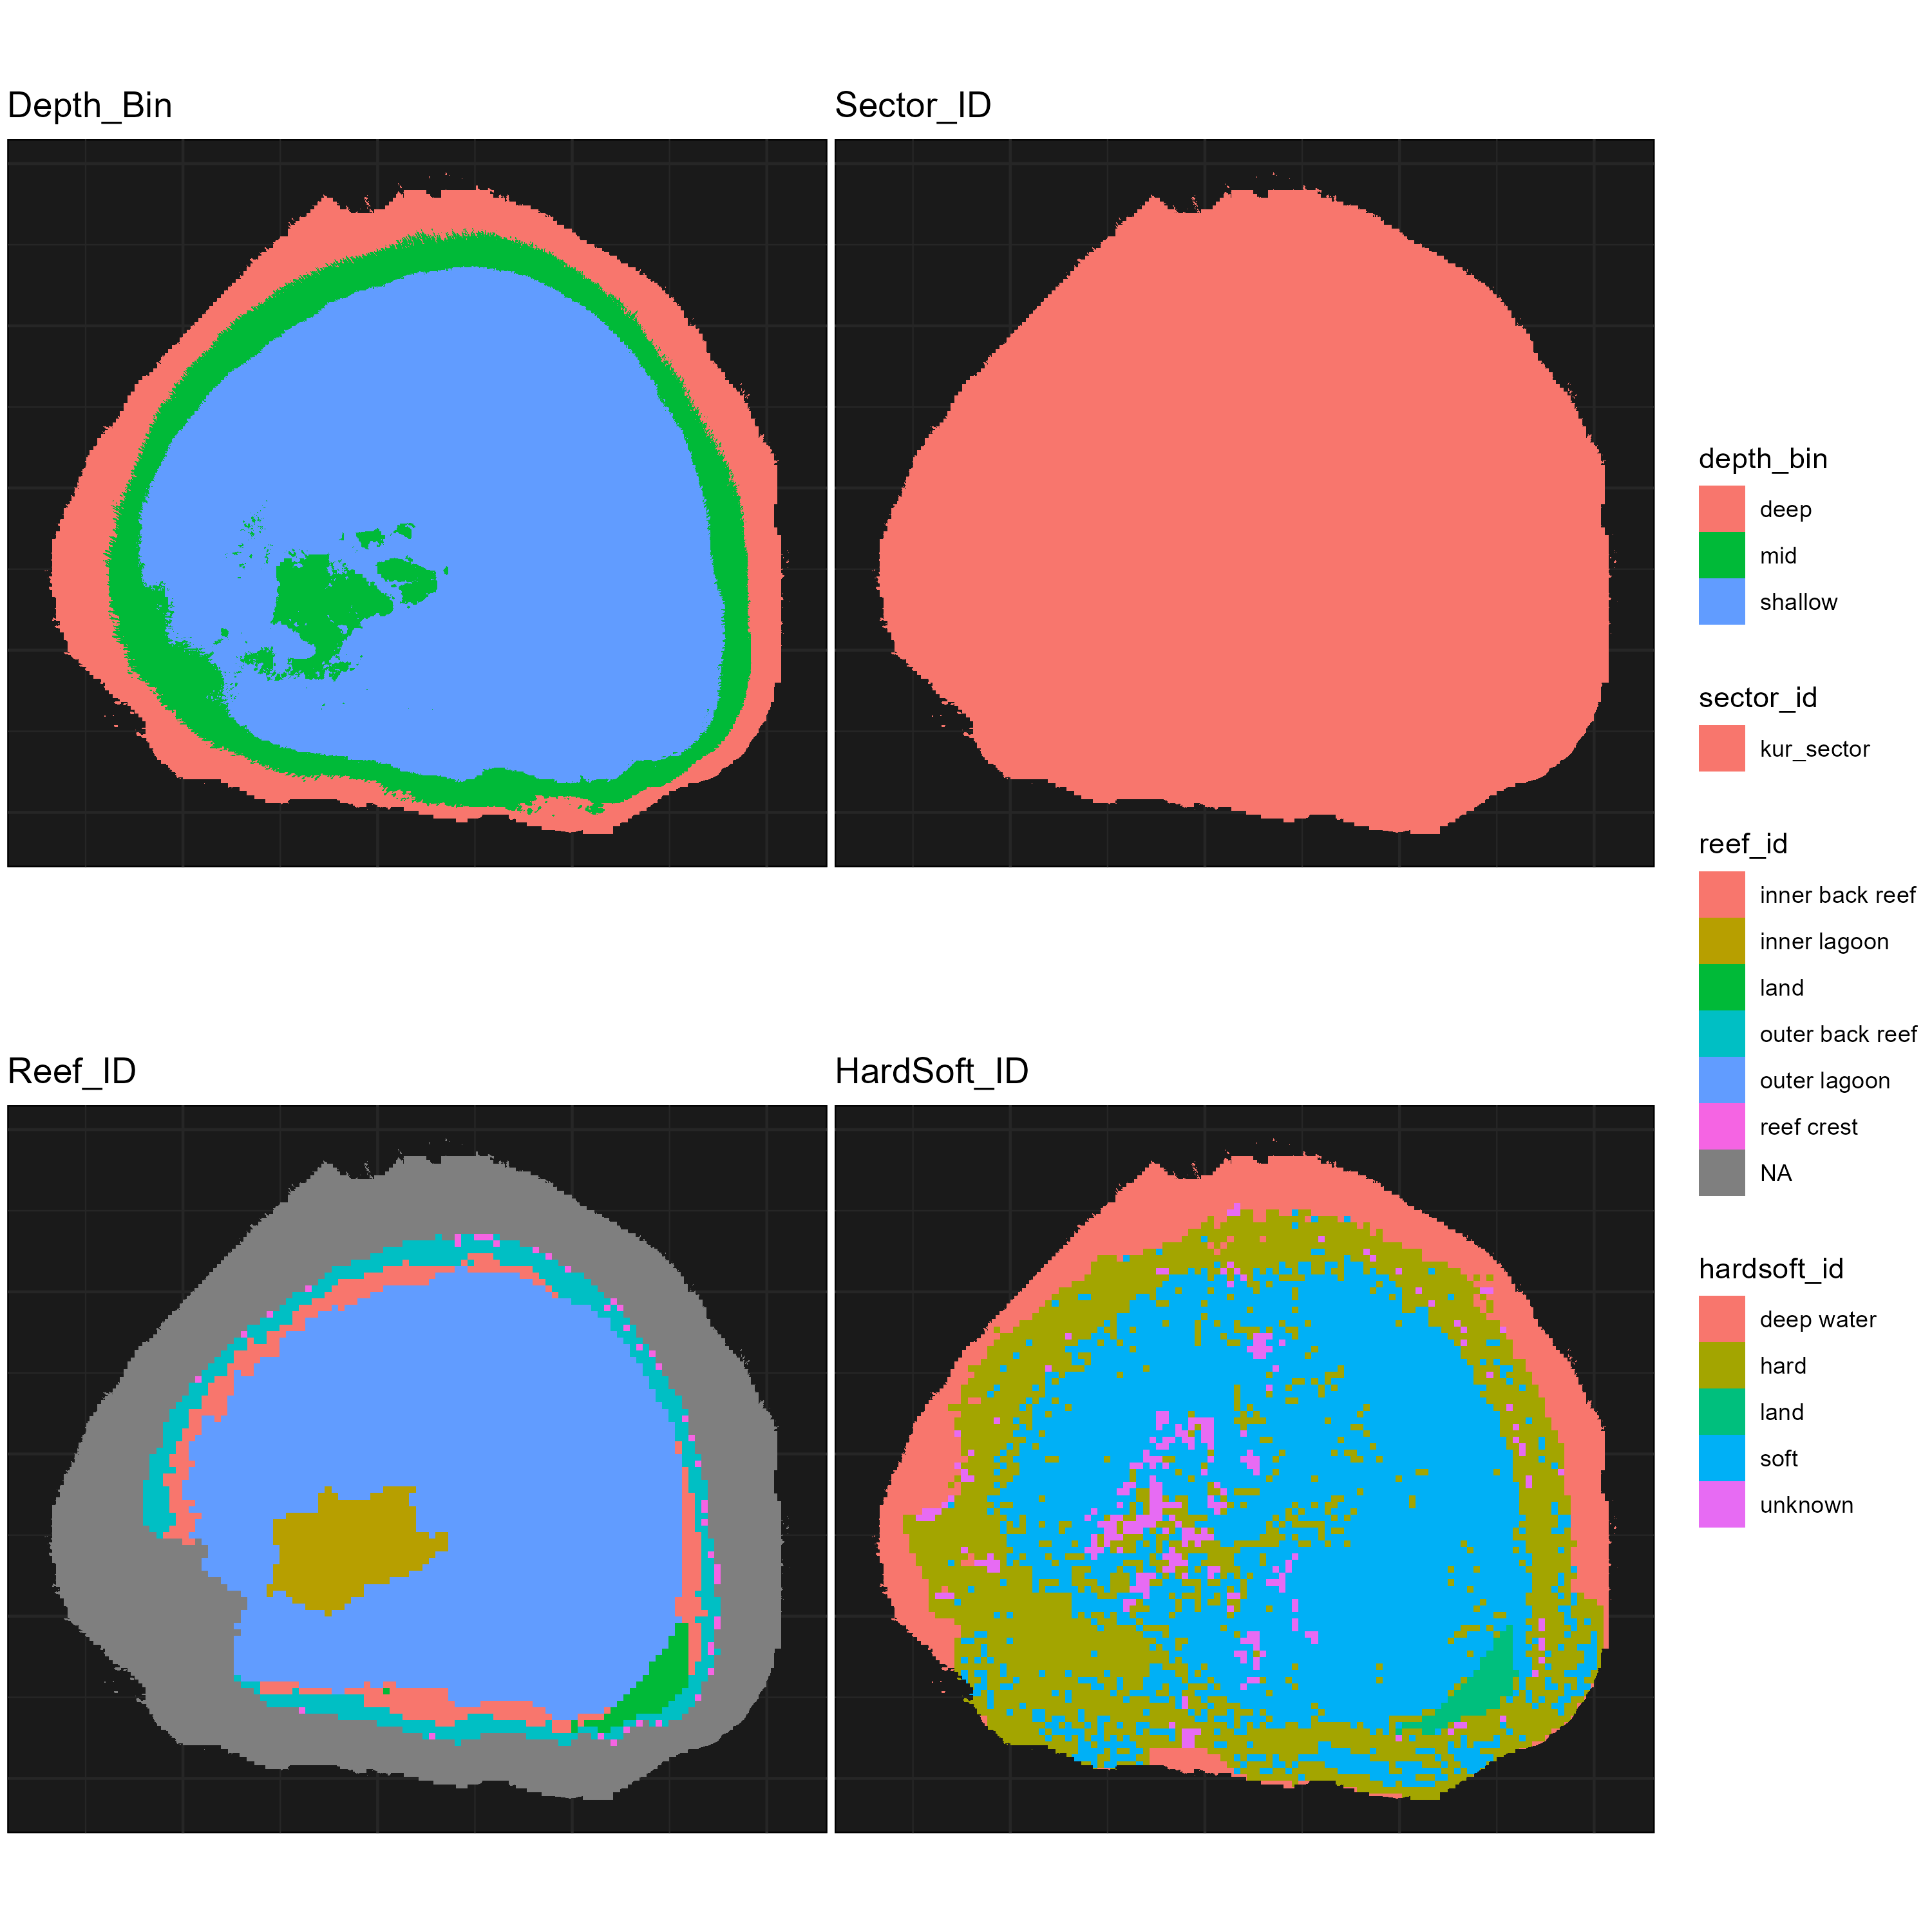 Depth_Bin
Sector_ID
Reef_ID
HardSoft_ID
depth_bin
deep
mid
shallow
sector_id
kur_sector
reef_id
inner back reef
inner lagoon
land
outer back reef
outer lagoon
reef crest
NA
hardsoft_id
deep water
hard
land
soft
unknown